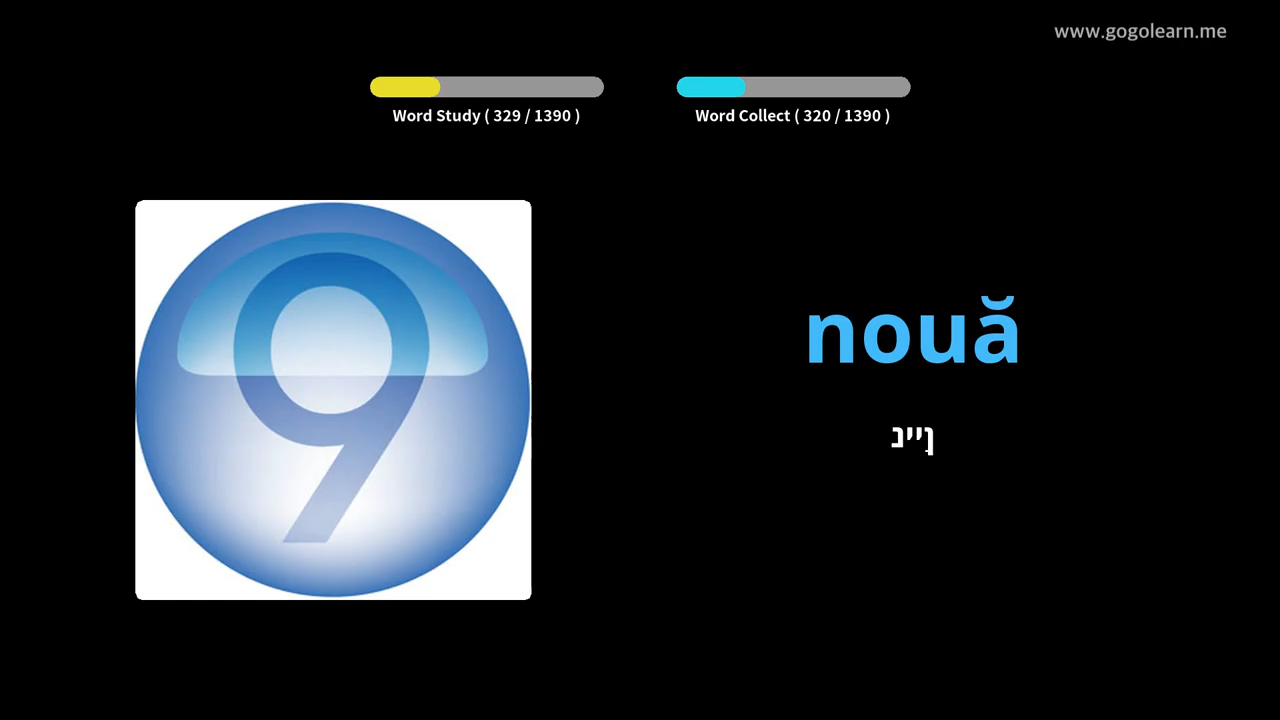 www.gogolearn.me
Word Study ( 329 / 1390 )
Word Collect ( 320 / 1390 )
9
nouă
נײַן